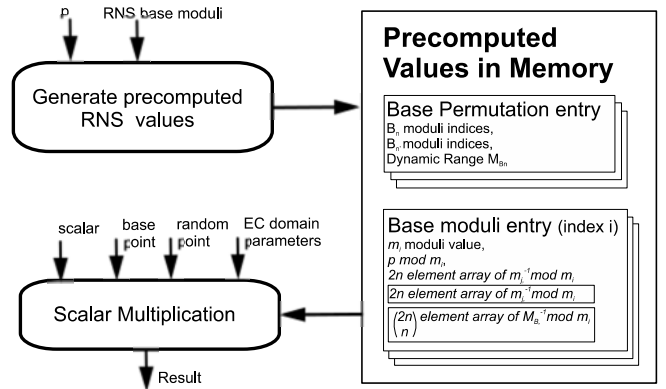 p
RNS base moduli
Generate precomputed
RNS values
Precomputed
Values in Memory
Base Permutation entry
Bn moduli indices,
Bn moduli indices,
Dynamic Range MBn
Base moduli entry (index i)
mi moduli value,
p mod mi,
2n element array of mj-1 mod mi
2n element array of mj-1 mod mi
(2n n) element array of MB,-1 mod mi
scalar
base
point
random
point
EC domain
parameters
Scalar Multiplication
Result